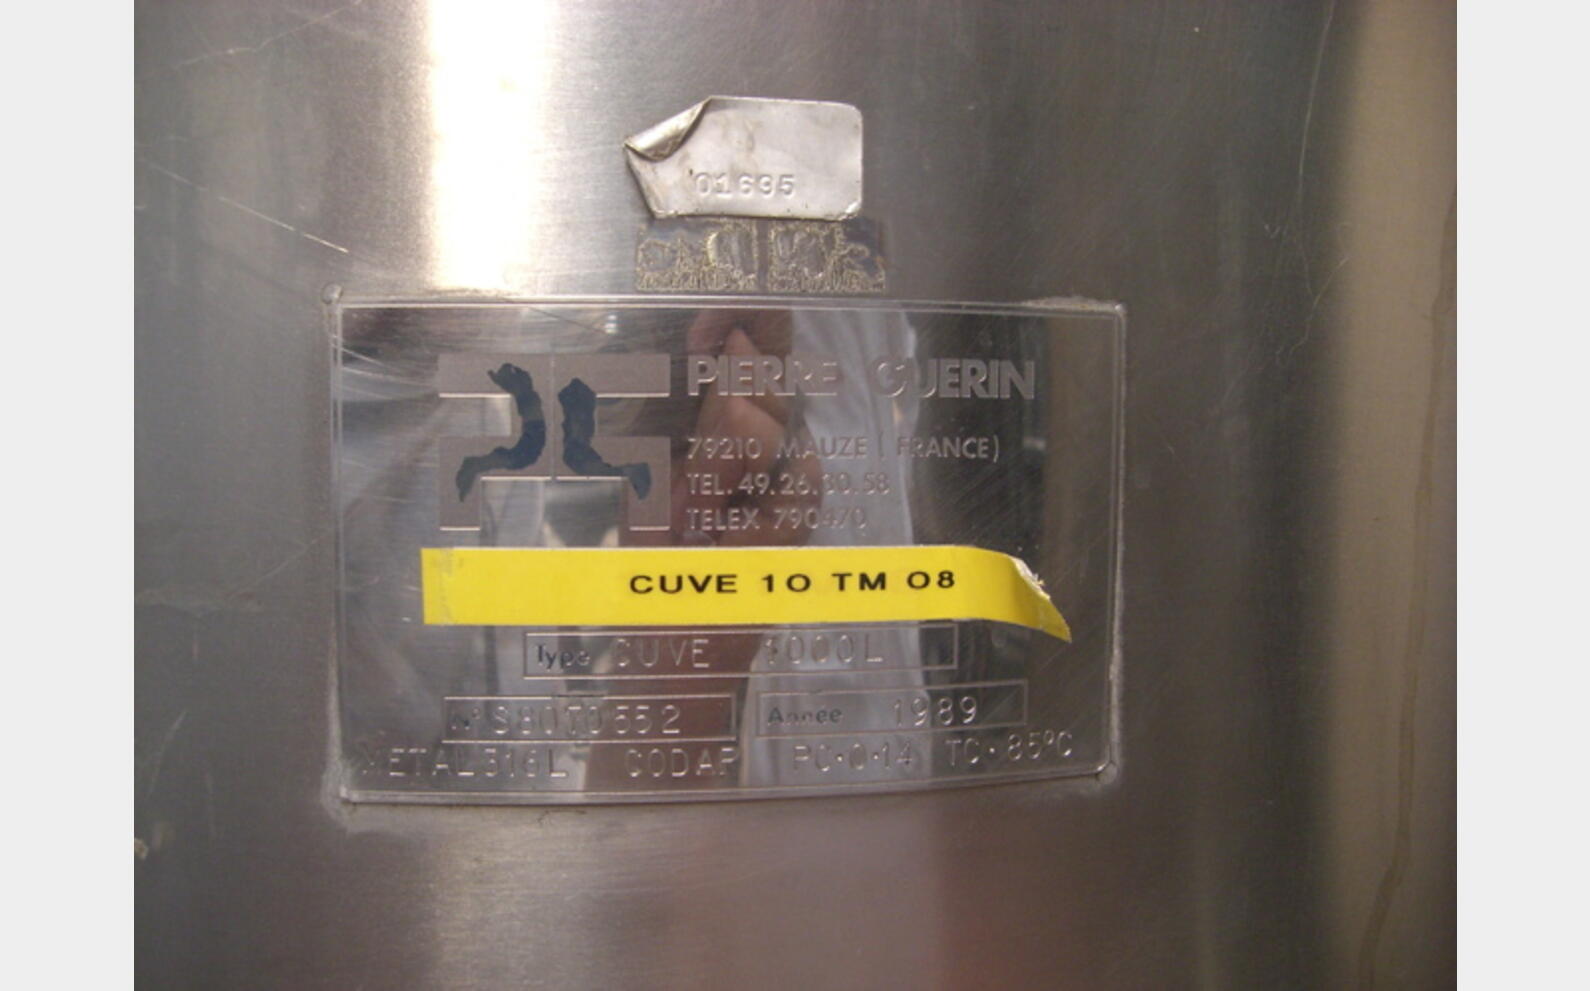 01695
PIERRE GUERIN
79210 MAUZE (FRANCE)
TEL. 49.26.30.58
TELEX 790470
CUVE 10 TM 08
Type CUVE 1000L
N° S80T0552 Année 1989
METAL 316L CODAP PC·0·14 TC·85°C